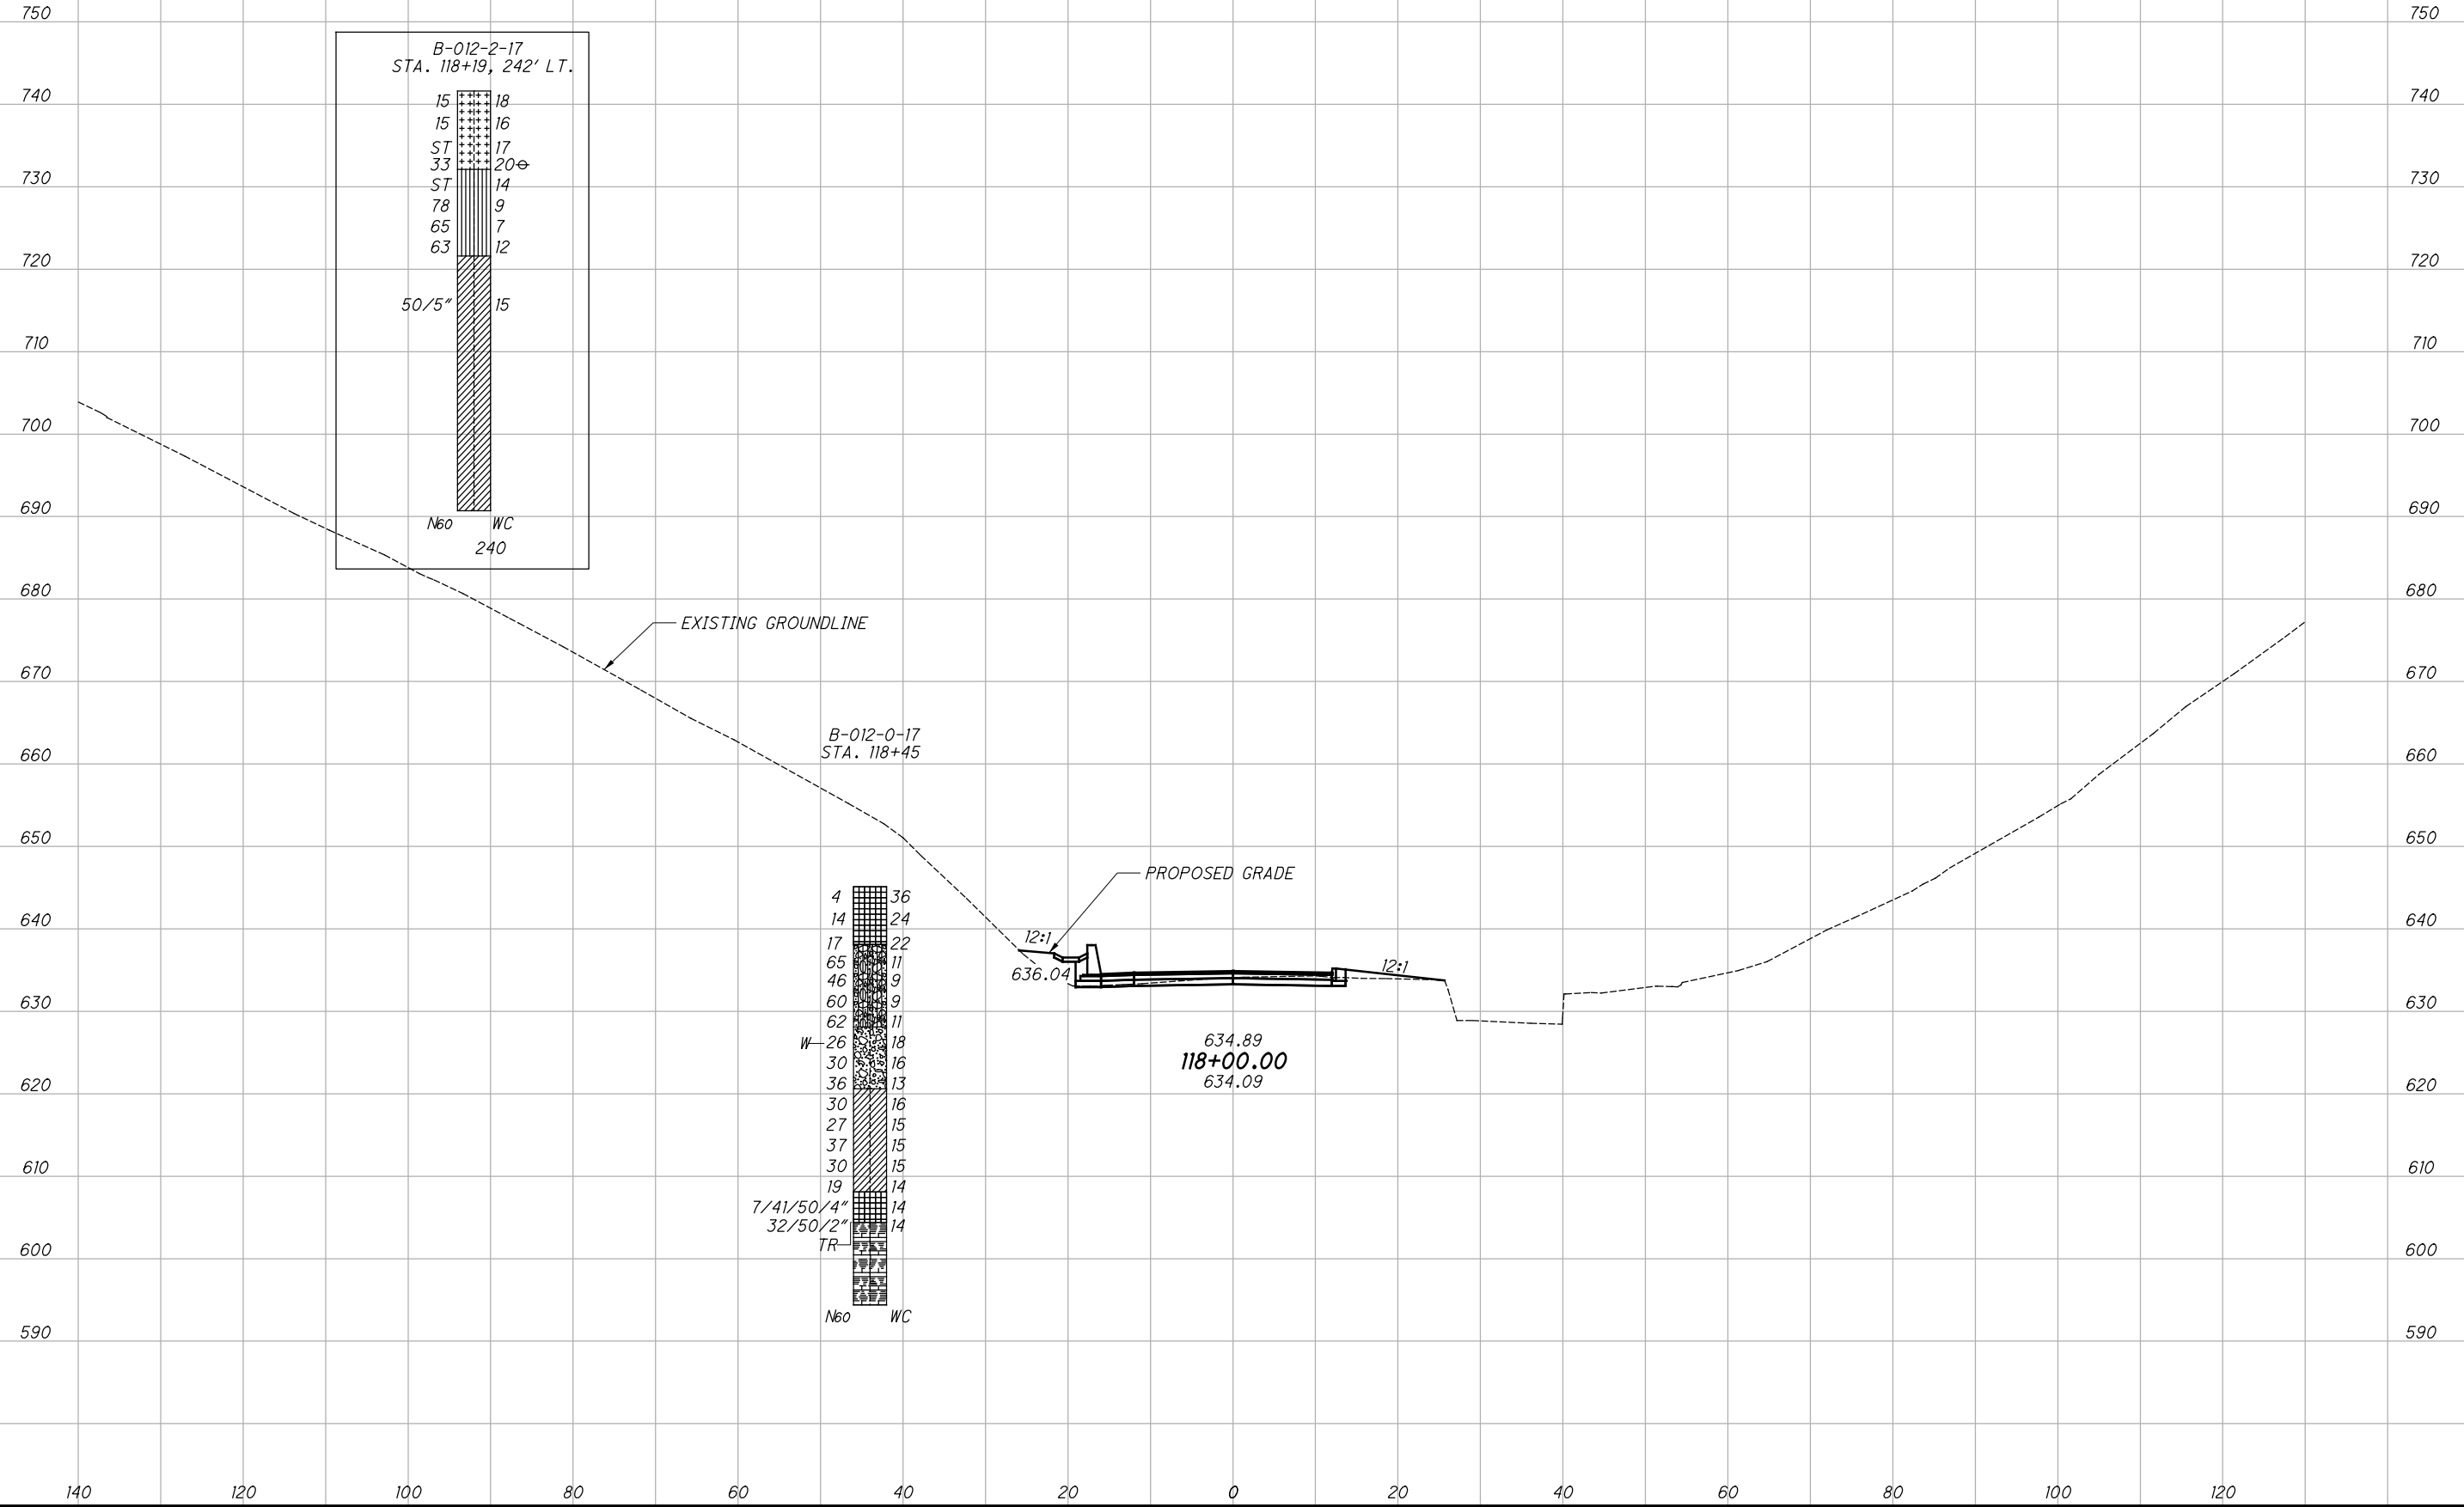 750 750
B-012-2-17
STA. 118+19, 242' LT.
740 15 18 740
15 16
ST 17
33 20
730 ST 14 730
78 9
65 7
63 12
720 720
50/5" 15
710 710
700 700
690 690
N60 WC
240
680 680
EXISTING GROUNDLINE
670 670
B-012-0-17
STA. 118+45
660 660
650 650
PROPOSED GRADE
4 36
640 14 24 640
12:1
17 22
65 11 12:1
46 9 636.04
630 60 9 630
62 11
W 26 18 634.89
30 16 118+00.00
620 36 13 634.09 620
30 16
27 15
37 15
610 30 15 610
19 14
7/41/50/4" 14
32/50/2" 14
TR
600 600
N60 WC
590 590
140 120 100 80 60 40 20 0 20 40 60 80 100 120